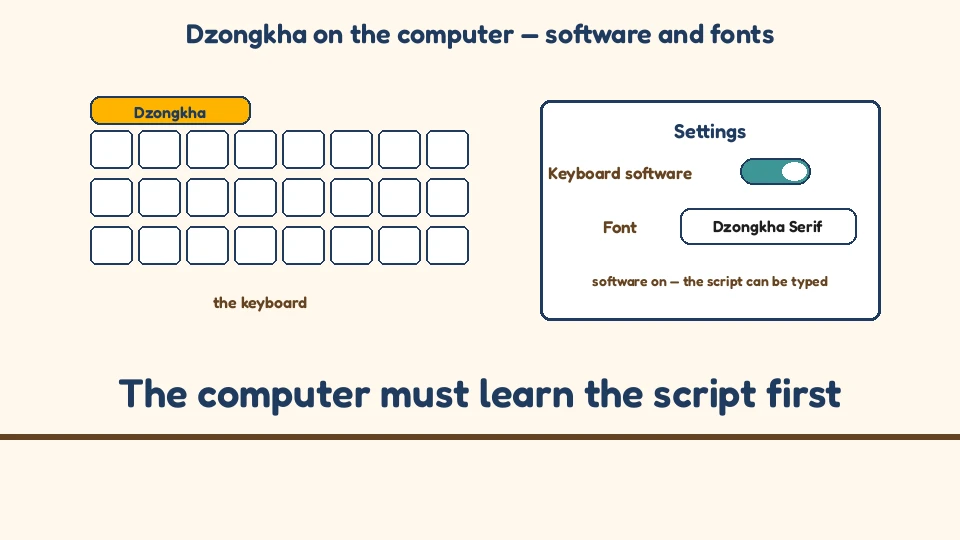 Dzongkha on the computer — software and fonts
Dzongkha
the keyboard
Settings
Keyboard software
Font
Dzongkha Serif
software on — the script can be typed
The computer must learn the script first